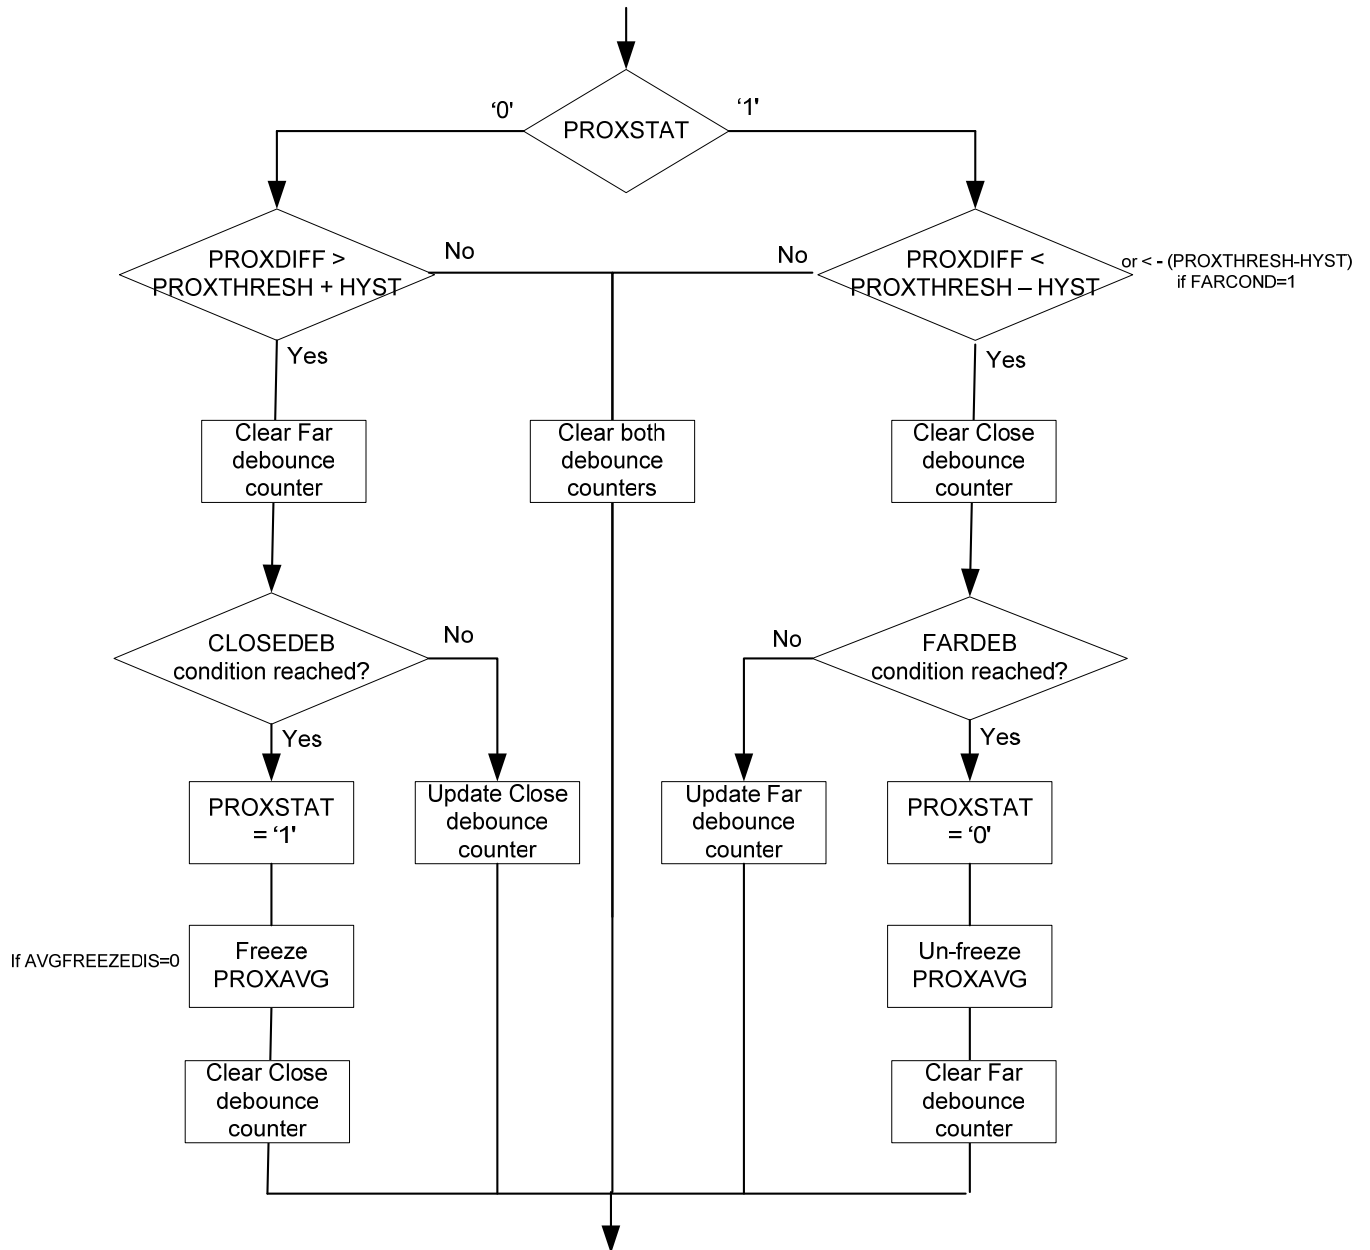 ‘0'
‘1'
PROXSTAT
PROXDIFF >
PROXTHRESH + HYST
No
No
PROXDIFF <
PROXTHRESH – HYST
or < - (PROXTHRESH-HYST)
if FARCOND=1
Yes
Yes
Clear Far
debounce
counter
Clear both
debounce
counters
Clear Close
debounce
counter
CLOSEDEB
condition reached?
No
No
FARDEB
condition reached?
Yes
Yes
PROXSTAT
= ‘1'
Update Close
debounce
counter
Update Far
debounce
counter
PROXSTAT
= ‘0'
If AVGFREEZEDIS=0
Freeze
PROXAVG
Un-freeze
PROXAVG
Clear Close
debounce
counter
Clear Far
debounce
counter